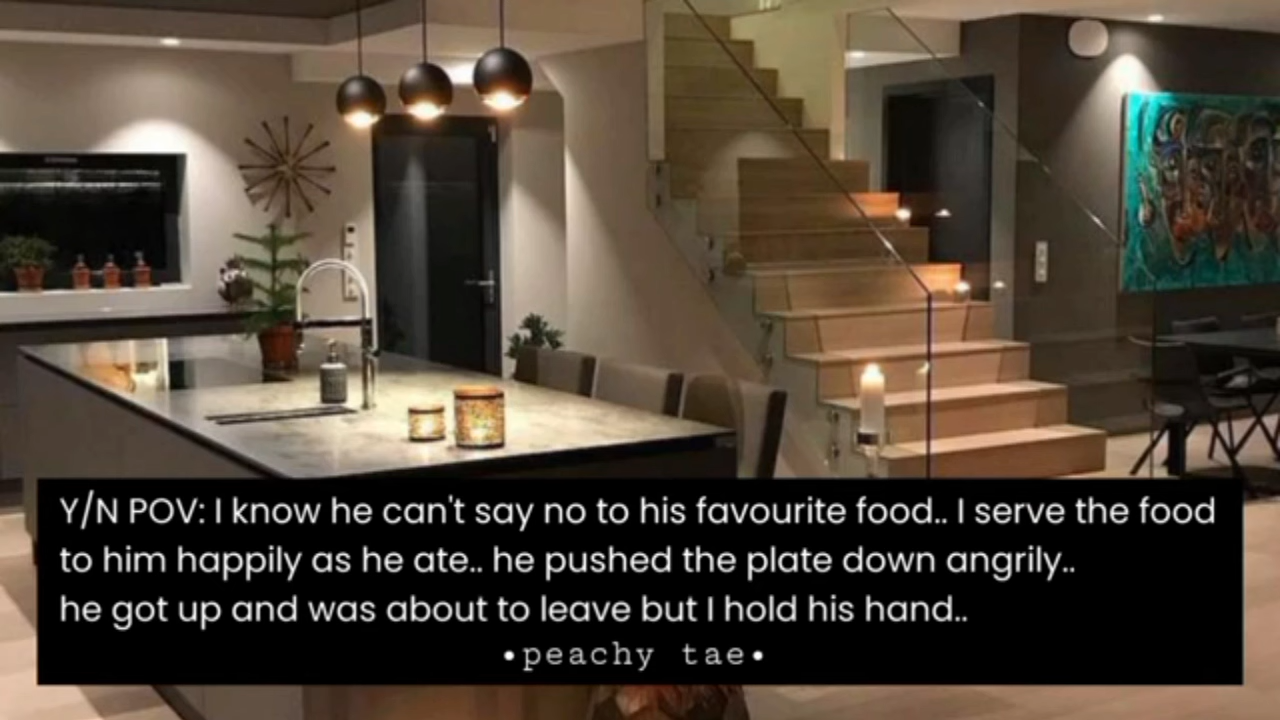 Y/N POV: I know he can't say no to his favourite food.. I serve the food
to him happily as he ate.. he pushed the plate down angrily..
he got up and was about to leave but I hold his hand..
•peachy tae•